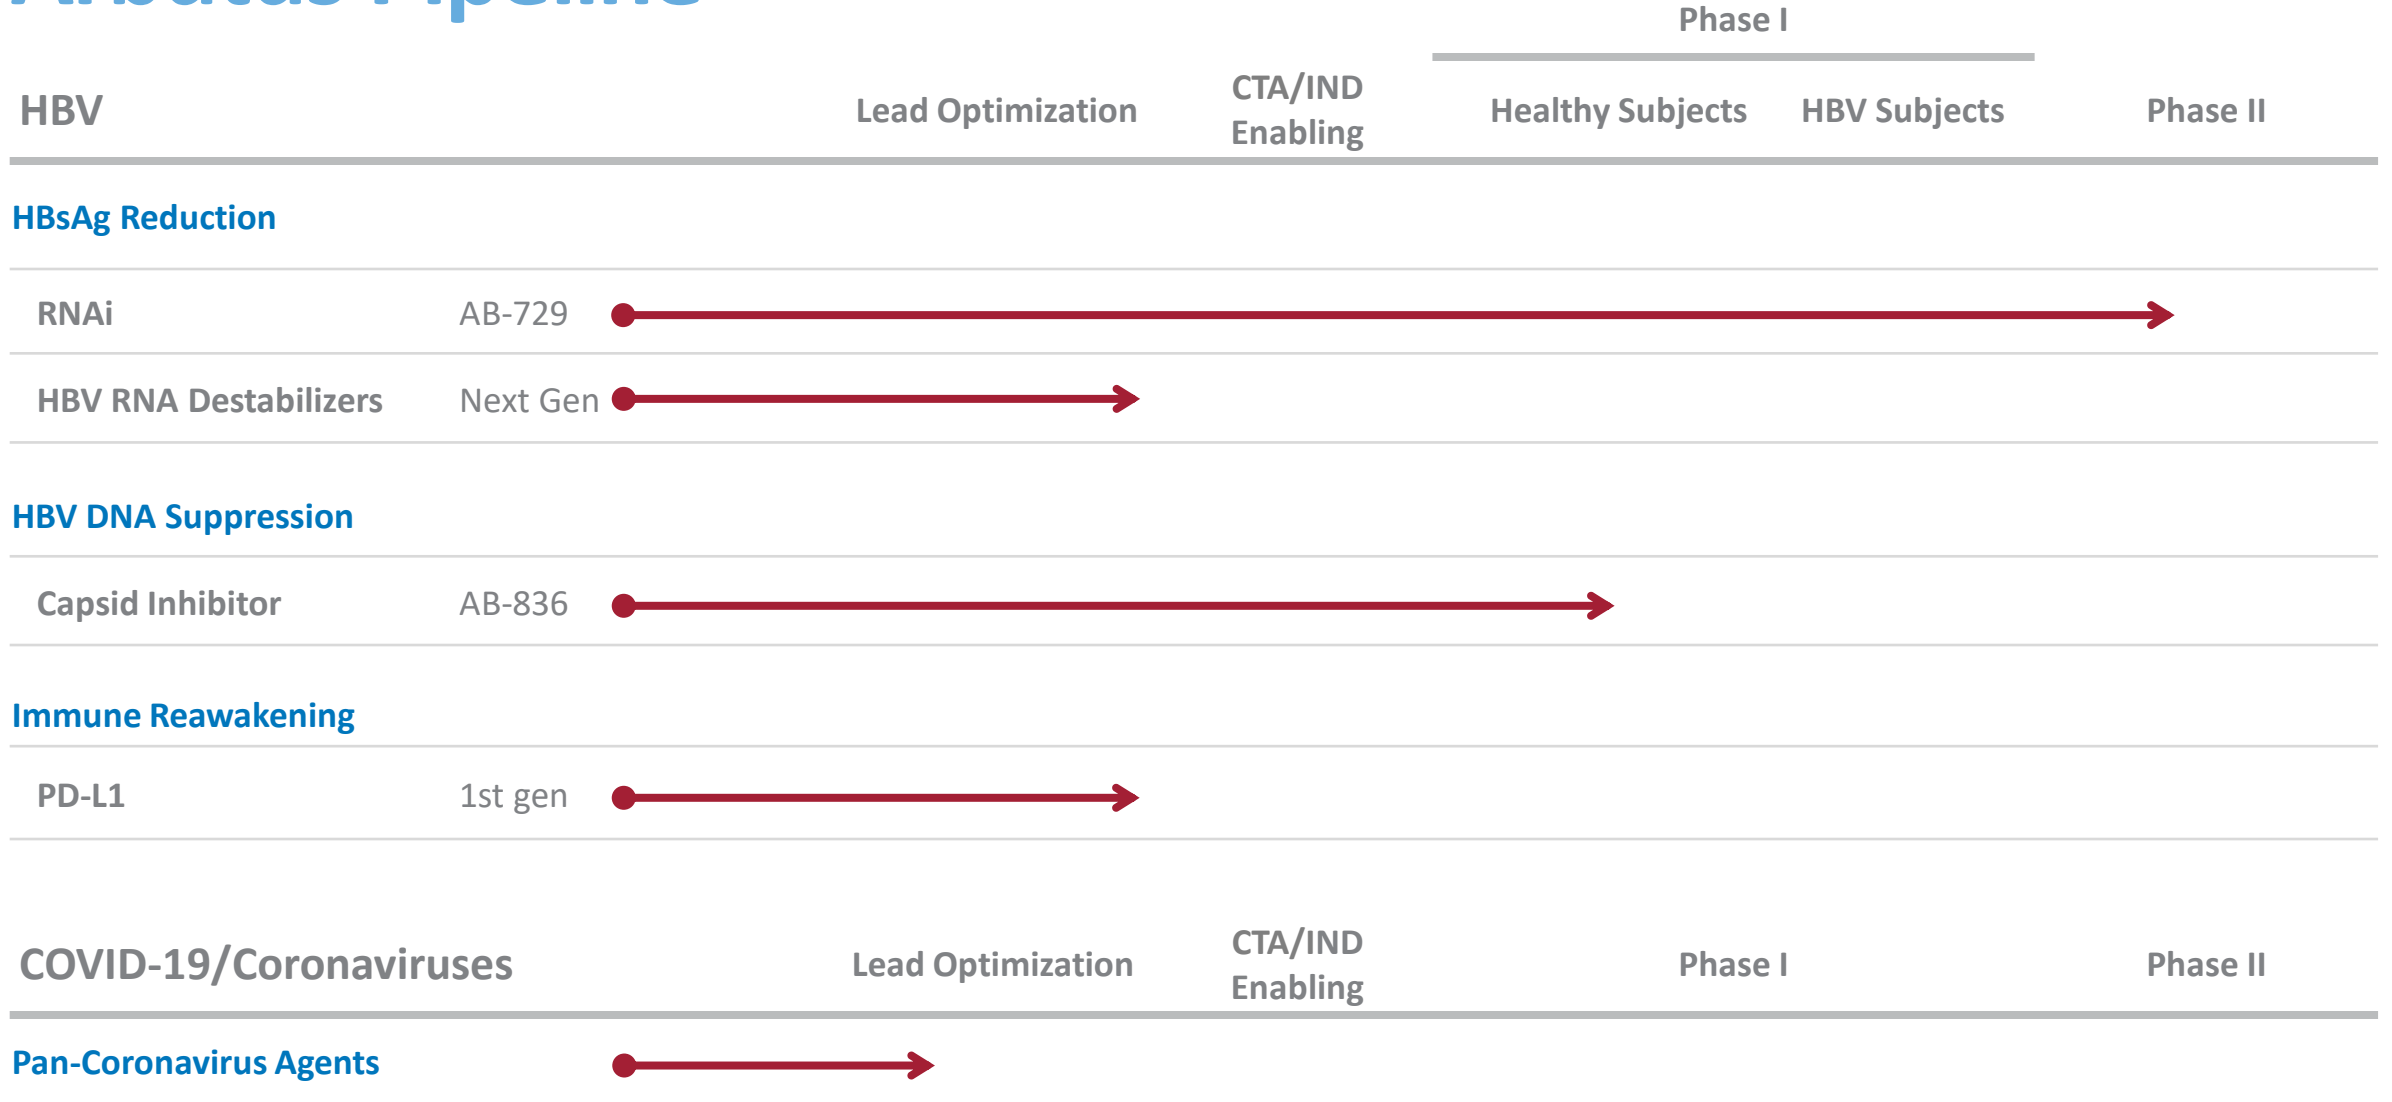 Arbutus Pipeline
Phase I
HBV
Lead Optimization
CTA/IND
Enabling
Healthy Subjects
HBV Subjects
Phase II
HBsAg Reduction
RNAi AB-729
HBV RNA Destabilizers Next Gen
HBV DNA Suppression
Capsid Inhibitor AB-836
Immune Reawakening
PD-L1 1st gen
COVID-19/Coronaviruses
Lead Optimization
CTA/IND
Enabling
Phase I
Phase II
Pan-Coronavirus Agents